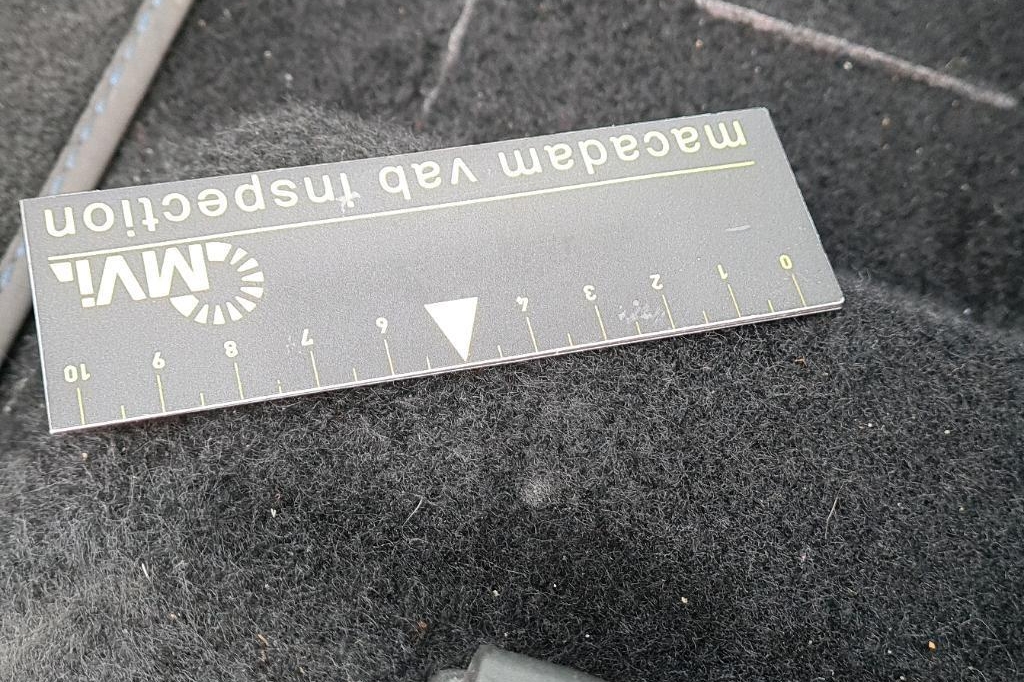 0 1 2 3 4 6 7 8 9 10
MVi
macadam vab inspection